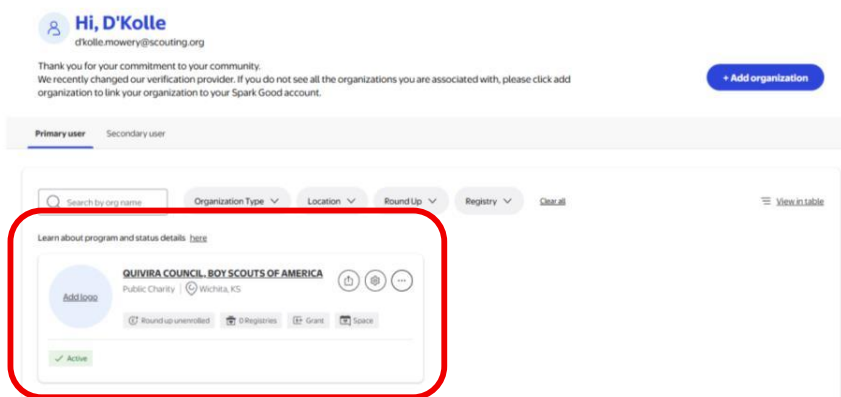 Hi, D'Kolle
d'kolle.mowery@scouting.org
Thank you for your commitment to your community.
We recently changed our verification provider. If you do not see all the organizations you are associated with, please click add
organization to link your organization to your Spark Good account.
+ Add organization
Primary user Secondary user
Search by org name Organization Type Location Round Up Registry Clear all View in table
Learn about program and status details here
Add logo
QUIVIRA COUNCIL, BOY SCOUTS OF AMERICA
Public Charity | Wichita, KS
Round up unenrolled 0 Registries Grant Space
Active